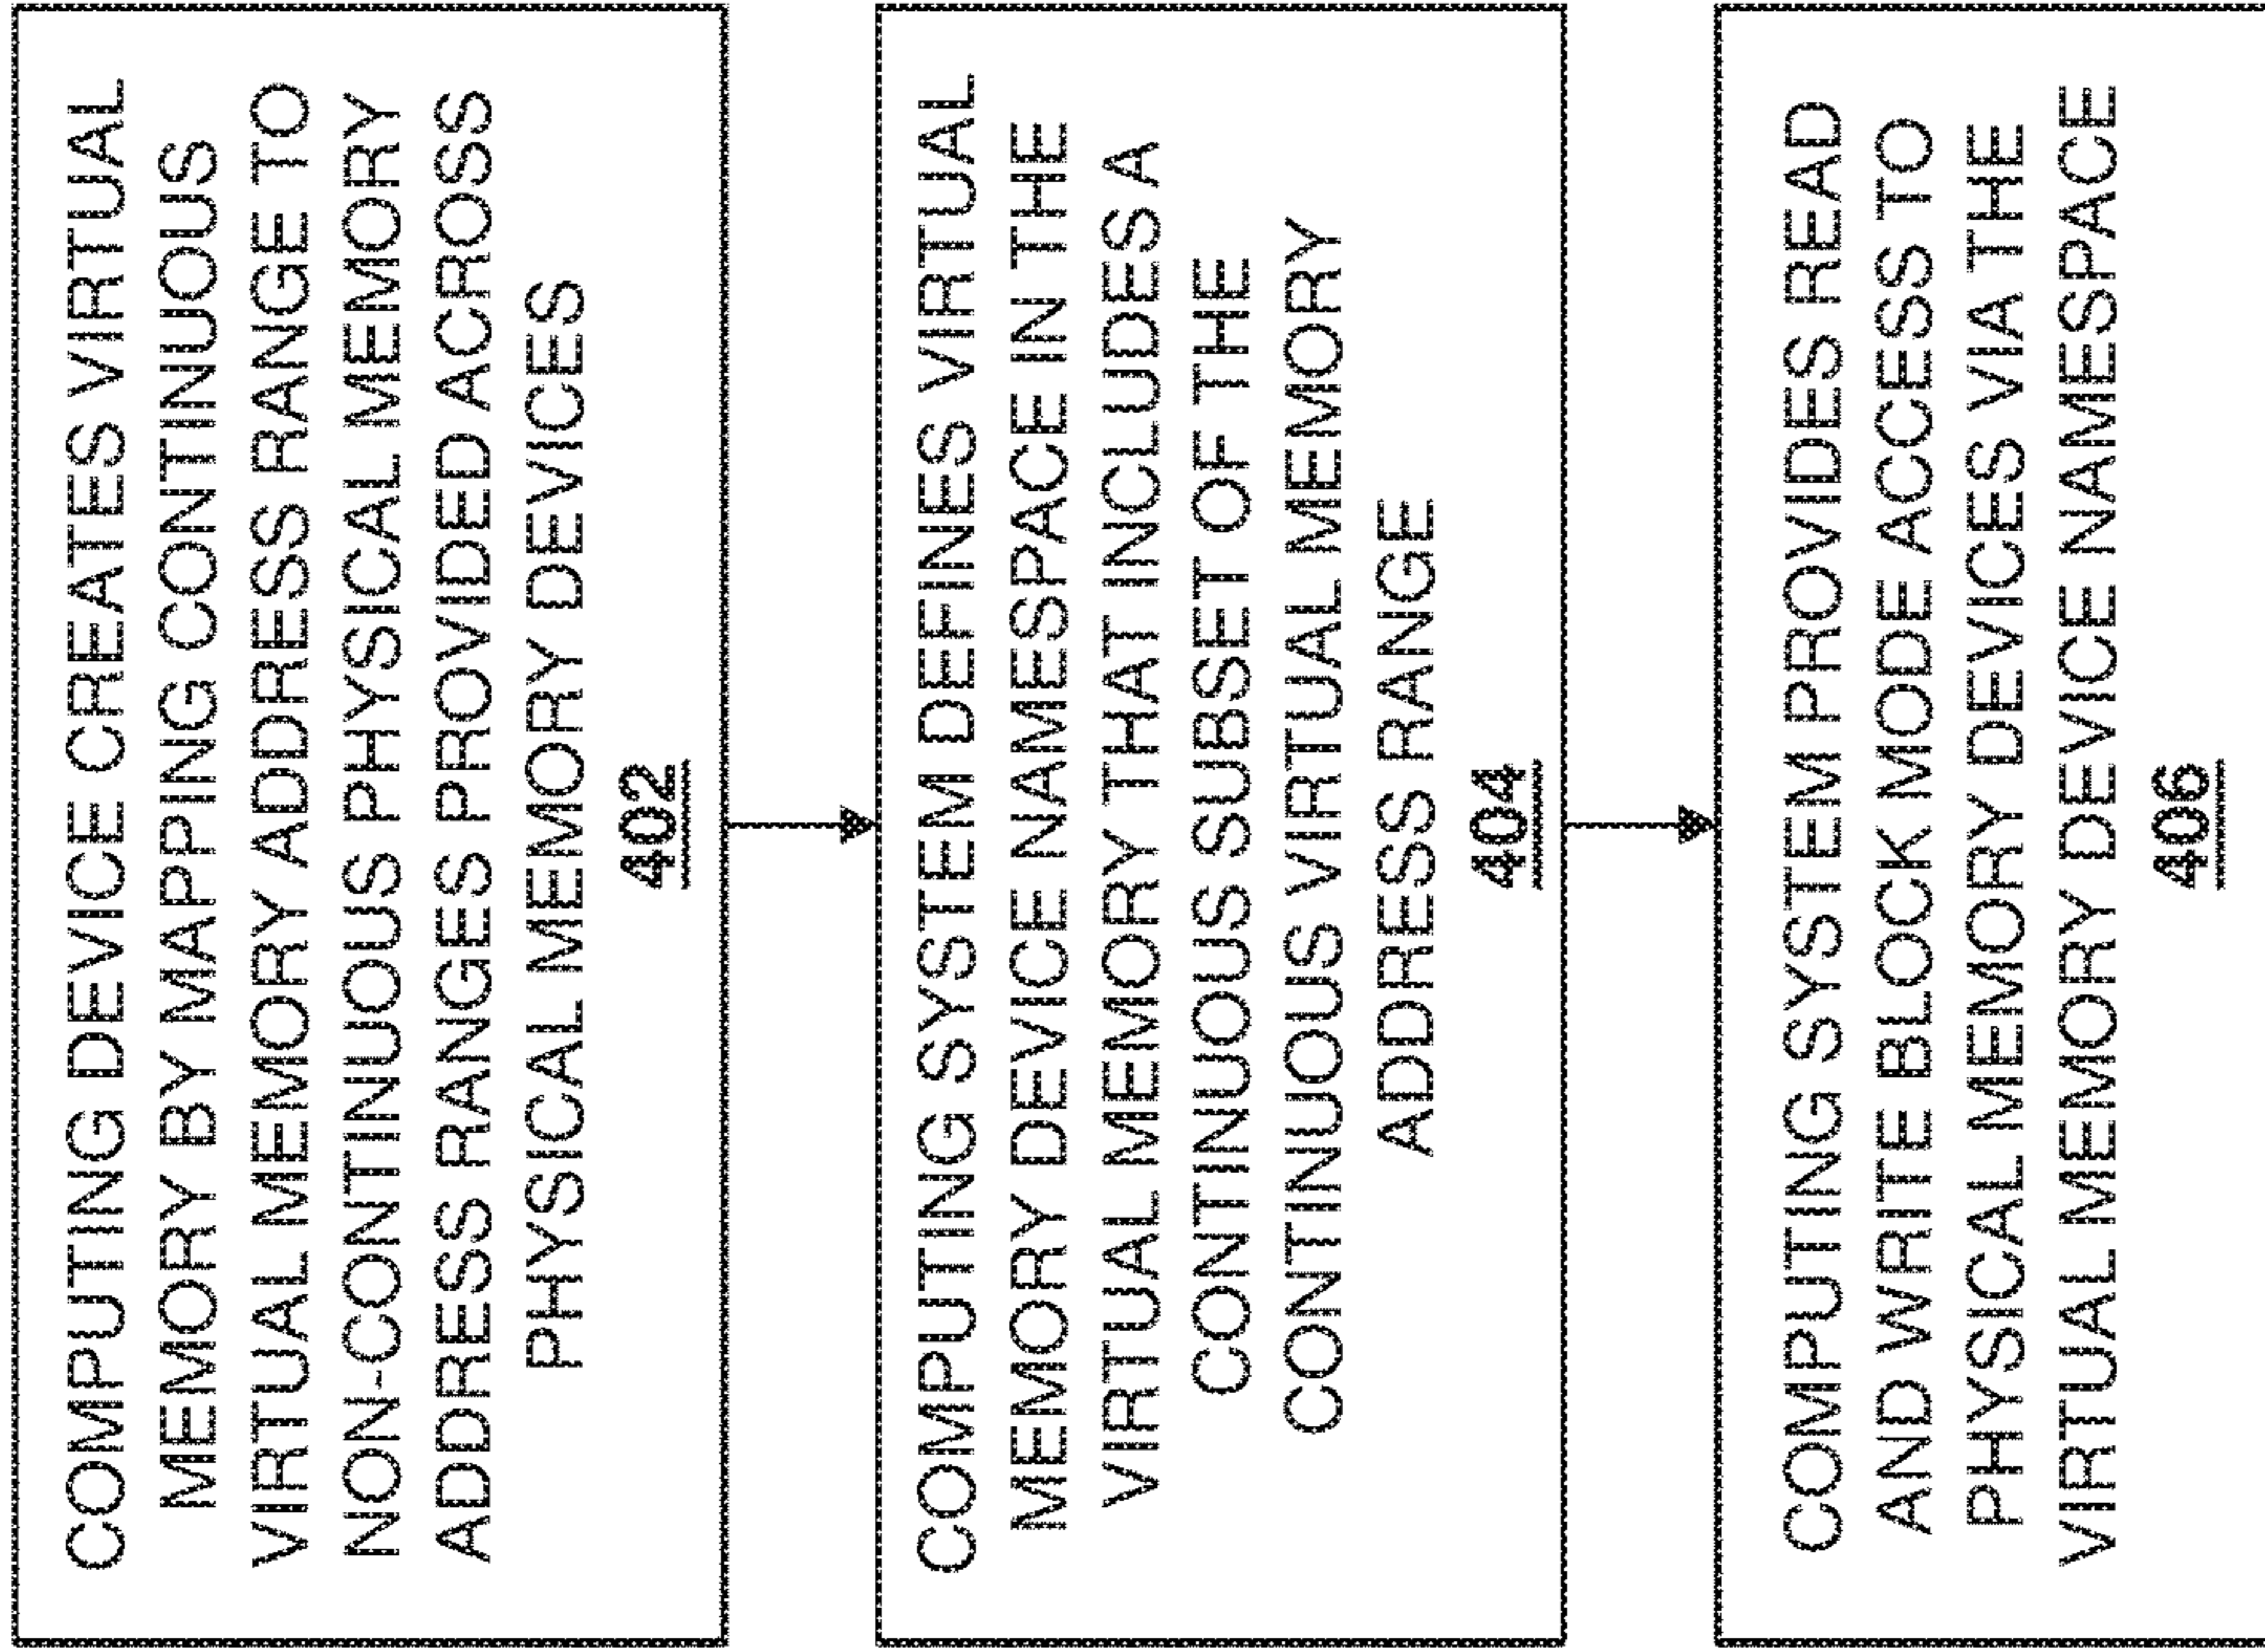 COMPUTING DEVICE CREATES VIRTUAL
MEMORY BY MAPPING CONTINUOUS
VIRTUAL MEMORY ADDRESS RANGE TO
NON-CONTINUOUS PHYSICAL MEMORY
ADDRESS RANGES PROVIDED ACROSS
PHYSICAL MEMORY DEVICES
402
COMPUTING SYSTEM DEFINES VIRTUAL
MEMORY DEVICE NAMESPACE IN THE
VIRTUAL MEMORY THAT INCLUDES A
CONTINUOUS SUBSET OF THE
CONTINUOUS VIRTUAL MEMORY
ADDRESS RANGE
404
COMPUTING SYSTEM PROVIDES READ
AND WRITE BLOCK MODE ACCESS TO
PHYSICAL MEMORY DEVICES VIA THE
VIRTUAL MEMORY DEVICE NAMESPACE
406